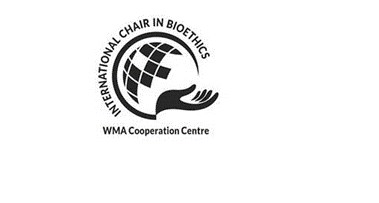 INTERNATIONAL CHAIR IN BIOETHICS
WMA Cooperation Centre